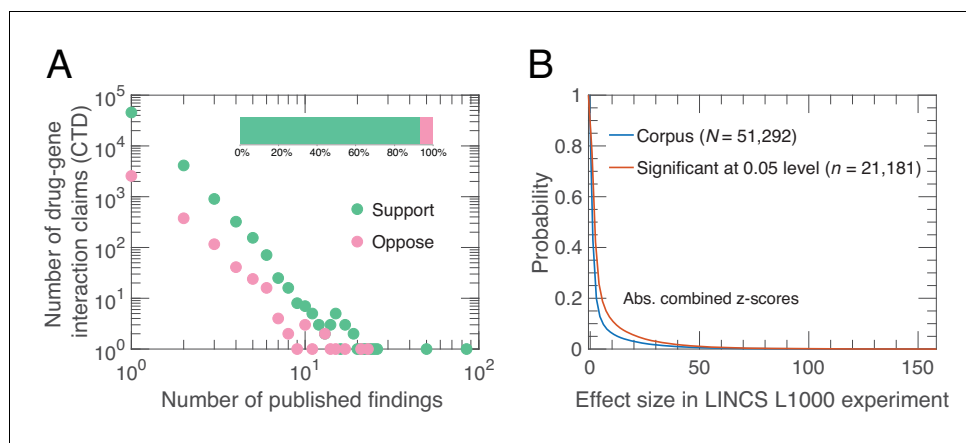 A
Number of drug-gene
interaction claims (CTD)
10^5
10^4
10^3
10^2
10^1
10^0
0% 20% 40% 60% 80% 100%
Support
Oppose
10^0 10^1 10^2
Number of published findings
B
Probability
1
0.8
0.6
0.4
0.2
0
Corpus (N = 51,292)
Significant at 0.05 level (n = 21,181)
Abs. combined z-scores
0 50 100 150
Effect size in LINCS L1000 experiment